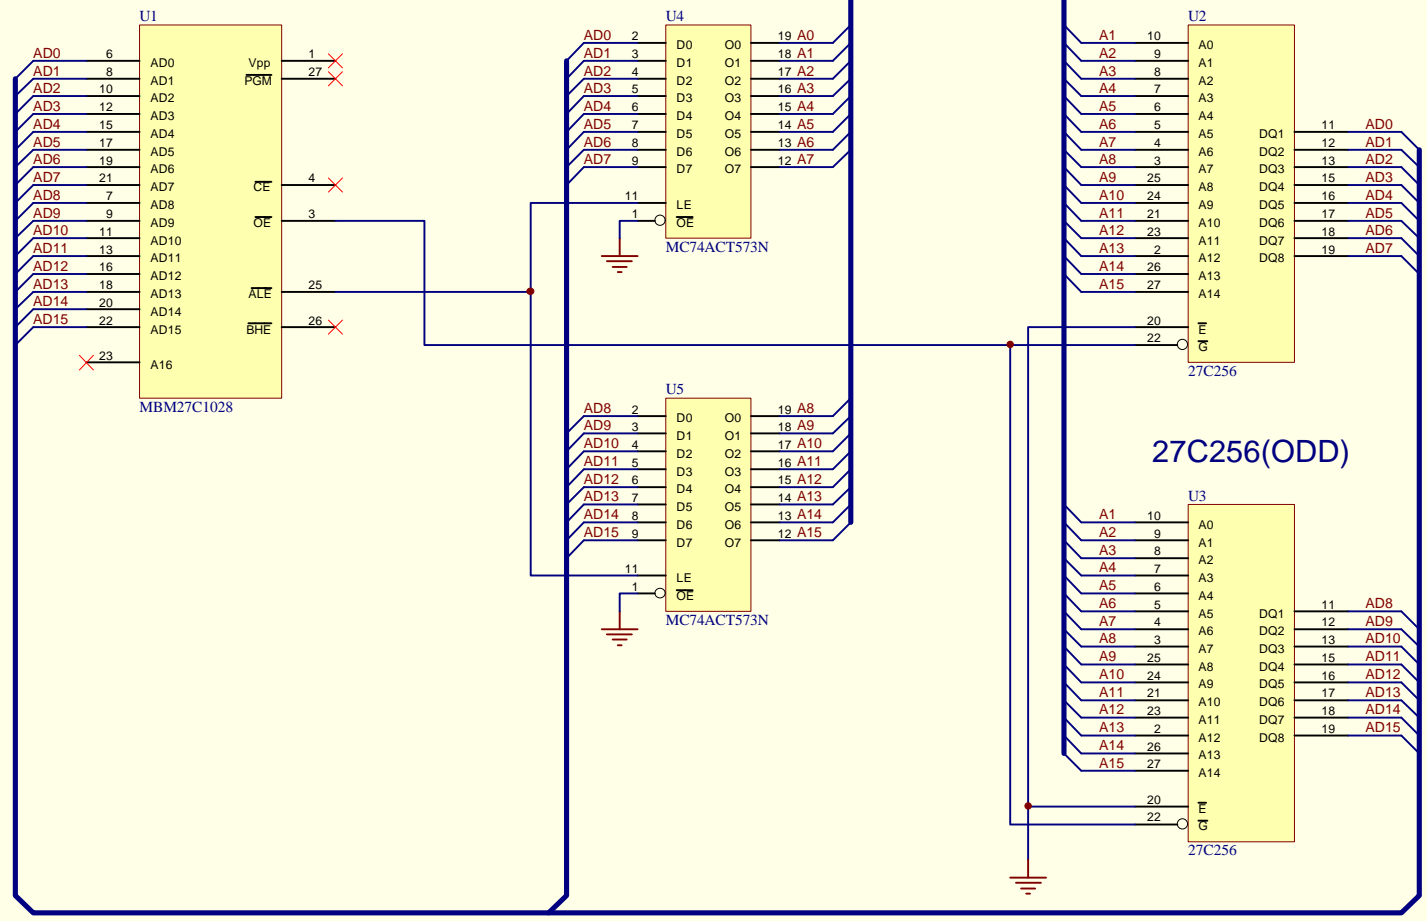 U1
AD0 6 AD0 Vpp 1
AD1 8 AD1 PGM 27
AD2 10 AD2
AD3 12 AD3
AD4 15 AD4
AD5 17 AD5
AD6 19 AD6
AD7 21 AD7 CE 4
AD8 7 AD8
AD9 9 AD9 OE 3
AD10 11 AD10
AD11 13 AD11
AD12 16 AD12
AD13 18 AD13 ALE 25
AD14 20 AD14
AD15 22 AD15 BHE 26
23 A16
MBM27C1028
U4
AD0 2 D0 O0 19 A0
AD1 3 D1 O1 18 A1
AD2 4 D2 O2 17 A2
AD3 5 D3 O3 16 A3
AD4 6 D4 O4 15 A4
AD5 7 D5 O5 14 A5
AD6 8 D6 O6 13 A6
AD7 9 D7 O7 12 A7
11 LE
1 OE
MC74ACT573N
U5
AD8 2 D0 O0 19 A8
AD9 3 D1 O1 18 A9
AD10 4 D2 O2 17 A10
AD11 5 D3 O3 16 A11
AD12 6 D4 O4 15 A12
AD13 7 D5 O5 14 A13
AD14 8 D6 O6 13 A14
AD15 9 D7 O7 12 A15
11 LE
1 OE
MC74ACT573N
U2
A1 10 A0
A2 9 A1
A3 8 A2
A4 7 A3
A5 6 A4
A6 5 A5 DQ1 11 AD0
A7 4 A6 DQ2 12 AD1
A8 3 A7 DQ3 13 AD2
A9 25 A8 DQ4 15 AD3
A10 24 A9 DQ5 16 AD4
A11 21 A10 DQ6 17 AD5
A12 23 A11 DQ7 18 AD6
A13 2 A12 DQ8 19 AD7
A14 26 A13
A15 27 A14
20 E
22 G
27C256
27C256(ODD)
U3
A1 10 A0
A2 9 A1
A3 8 A2
A4 7 A3
A5 6 A4
A6 5 A5 DQ1 11 AD8
A7 4 A6 DQ2 12 AD9
A8 3 A7 DQ3 13 AD10
A9 25 A8 DQ4 15 AD11
A10 24 A9 DQ5 16 AD12
A11 21 A10 DQ6 17 AD13
A12 23 A11 DQ7 18 AD14
A13 2 A12 DQ8 19 AD15
A14 26 A13
A15 27 A14
20 E
22 G
27C256